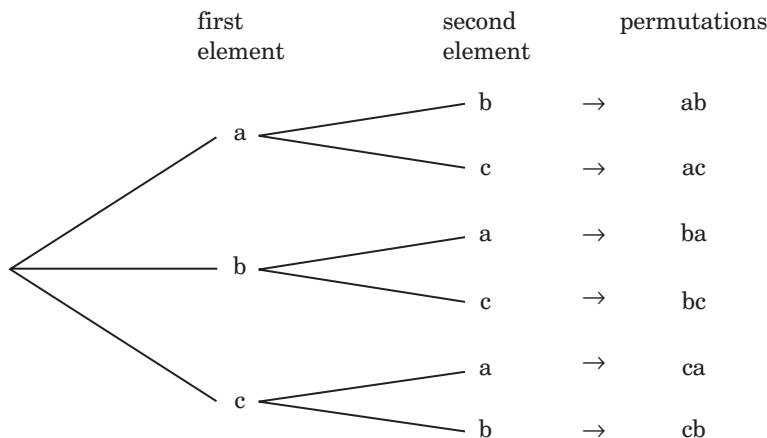 first second permutations
element element
b → ab
a
c → ac
a → ba
b
c → bc
a → ca
c
b → cb